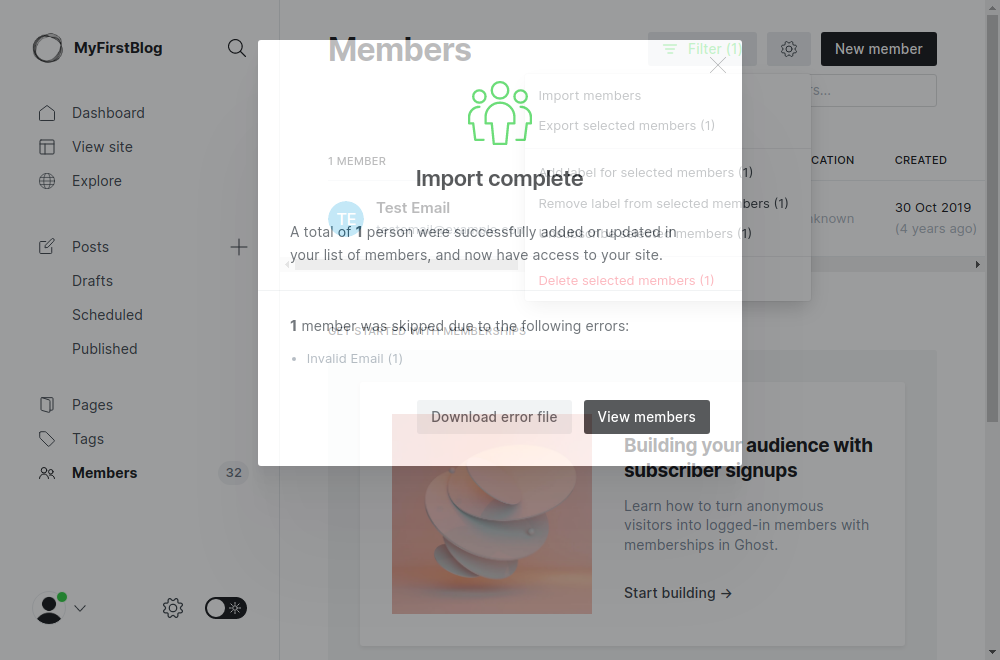 MyFirstBlog
Dashboard
View site
Explore
Posts
Drafts
Scheduled
Published
Pages
Tags
Members
32
Members
Filter (1)
New member
s...
Import members
Export selected members (1)
Add label for selected members (1)
Remove label from selected members (1)
selected members (1)
Delete selected members (1)
1 MEMBER
CATION
CREATED
TE
Test Email
known
30 Oct 2019
(4 years ago)
Import complete
A total of 1 person were successfully added or updated in
your list of members, and now have access to your site.
GET STARTED WITH MEMBERSHIPS
1 member was skipped due to the following errors:
Invalid Email (1)
Download error file
View members
Building your audience with
subscriber signups
Learn how to turn anonymous
visitors into logged-in members with
memberships in Ghost.
Start building →